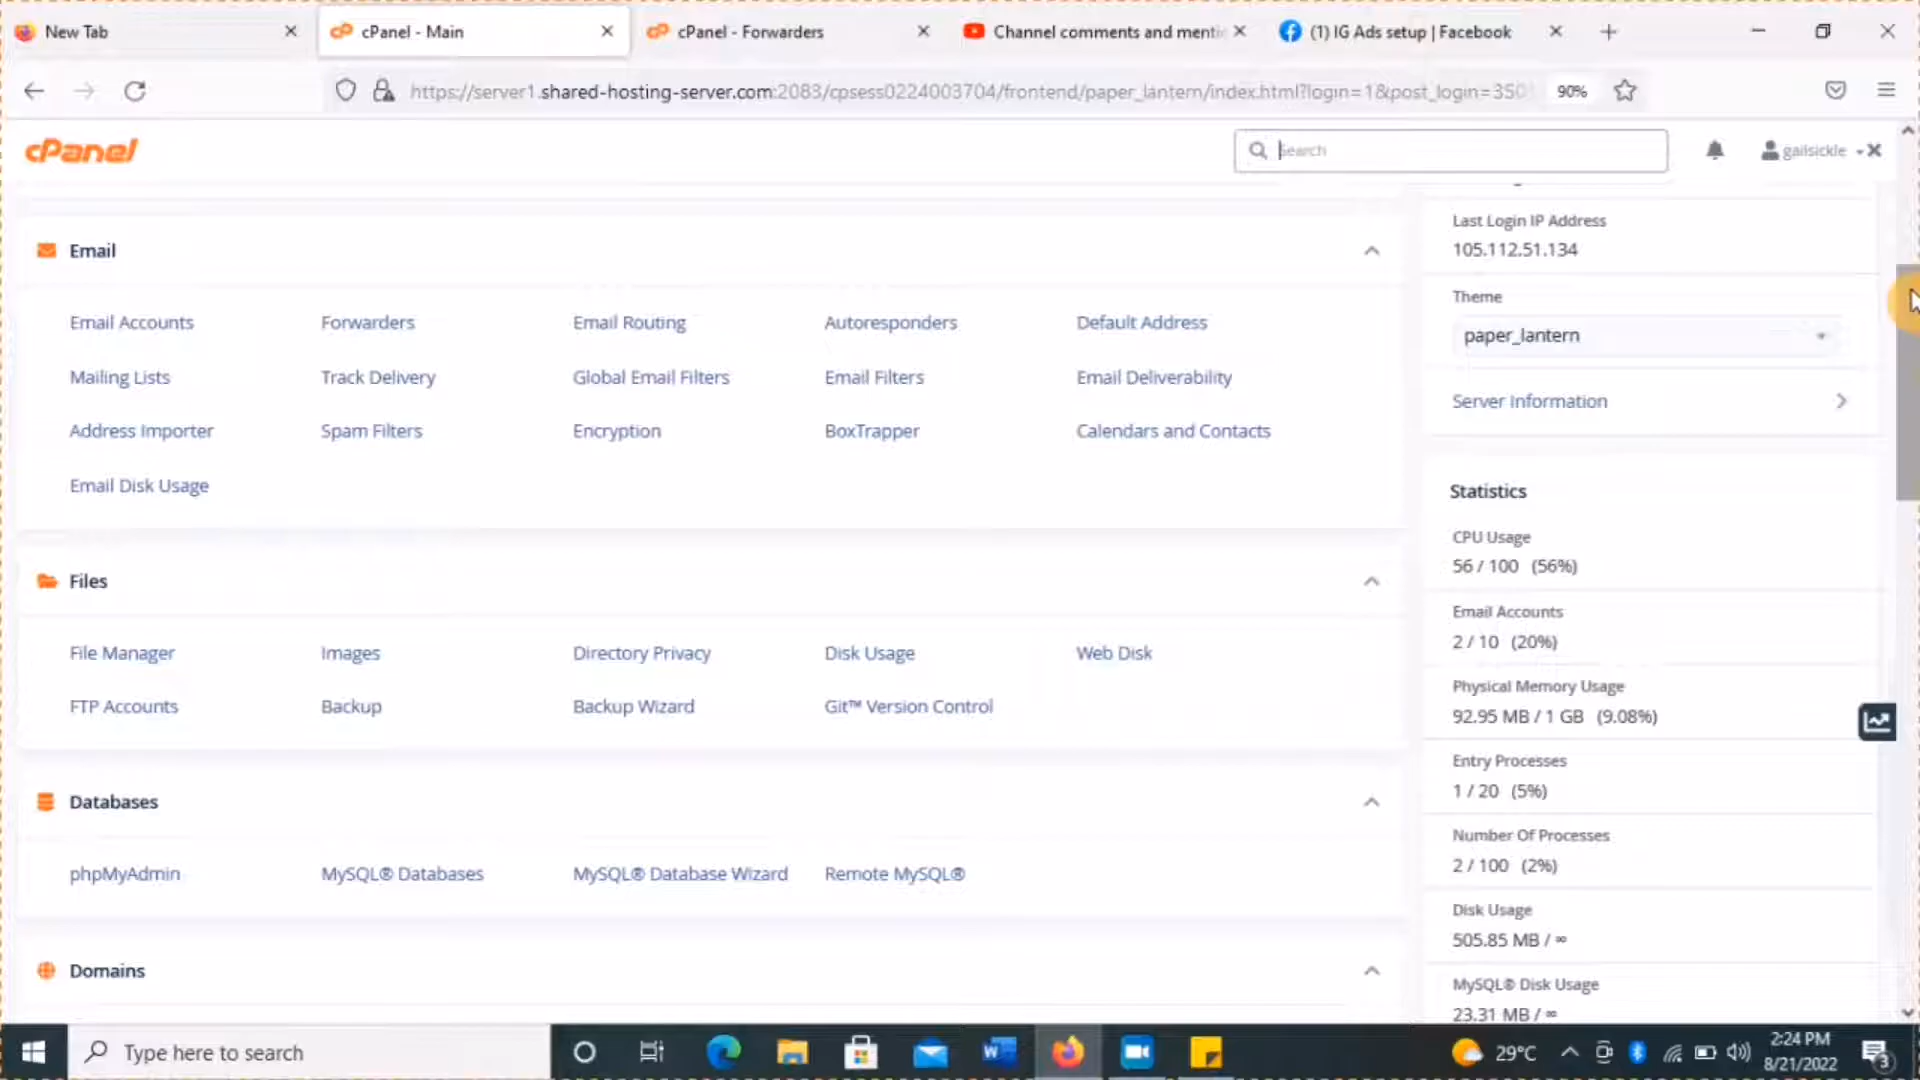 New Tab
cPanel - Main
cPanel - Forwarders
Channel comments and menti
(1) IG Ads setup | Facebook
https://server1.shared-hosting-server.com:2083/cpsess0224003704/frontend/paper_lantern/index.html?login=1&post_login=350
90%
cPanel
Search
gailsickle
Last Login IP Address
105.112.51.134
Theme
paper_lantern
Server Information
Email
Email Accounts
Forwarders
Email Routing
Autoresponders
Default Address
Mailing Lists
Track Delivery
Global Email Filters
Email Filters
Email Deliverability
Address Importer
Spam Filters
Encryption
BoxTrapper
Calendars and Contacts
Email Disk Usage
Files
File Manager
Images
Directory Privacy
Disk Usage
Web Disk
FTP Accounts
Backup
Backup Wizard
Git™ Version Control
Databases
phpMyAdmin
MySQL® Databases
MySQL® Database Wizard
Remote MySQL®
Domains
Statistics
CPU Usage
56 / 100 (56%)
Email Accounts
2 / 10 (20%)
Physical Memory Usage
92.95 MB / 1 GB (9.08%)
Entry Processes
1 / 20 (5%)
Number Of Processes
2 / 100 (2%)
Disk Usage
505.85 MB / ∞
MySQL® Disk Usage
23.31 MB / ∞
Type here to search
29°C
2:24 PM
8/21/2022
3